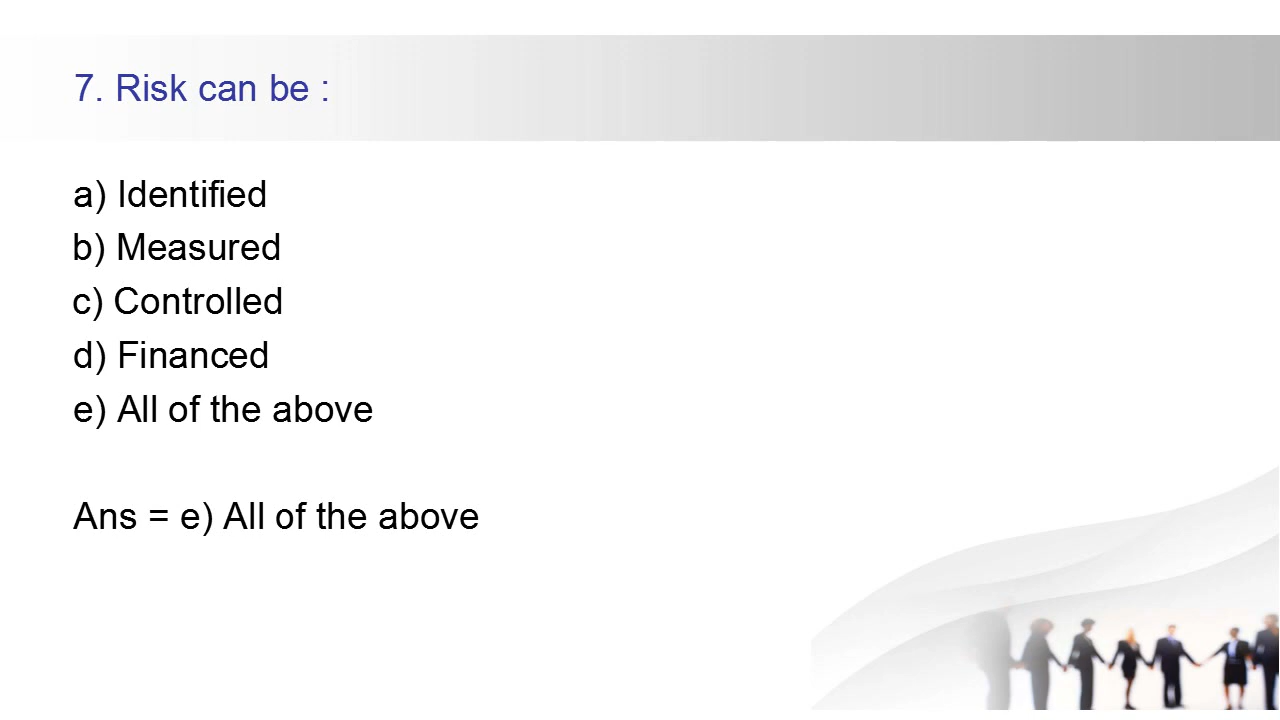 7. Risk can be :
a) Identified
b) Measured
c) Controlled
d) Financed
e) All of the above
Ans = e) All of the above